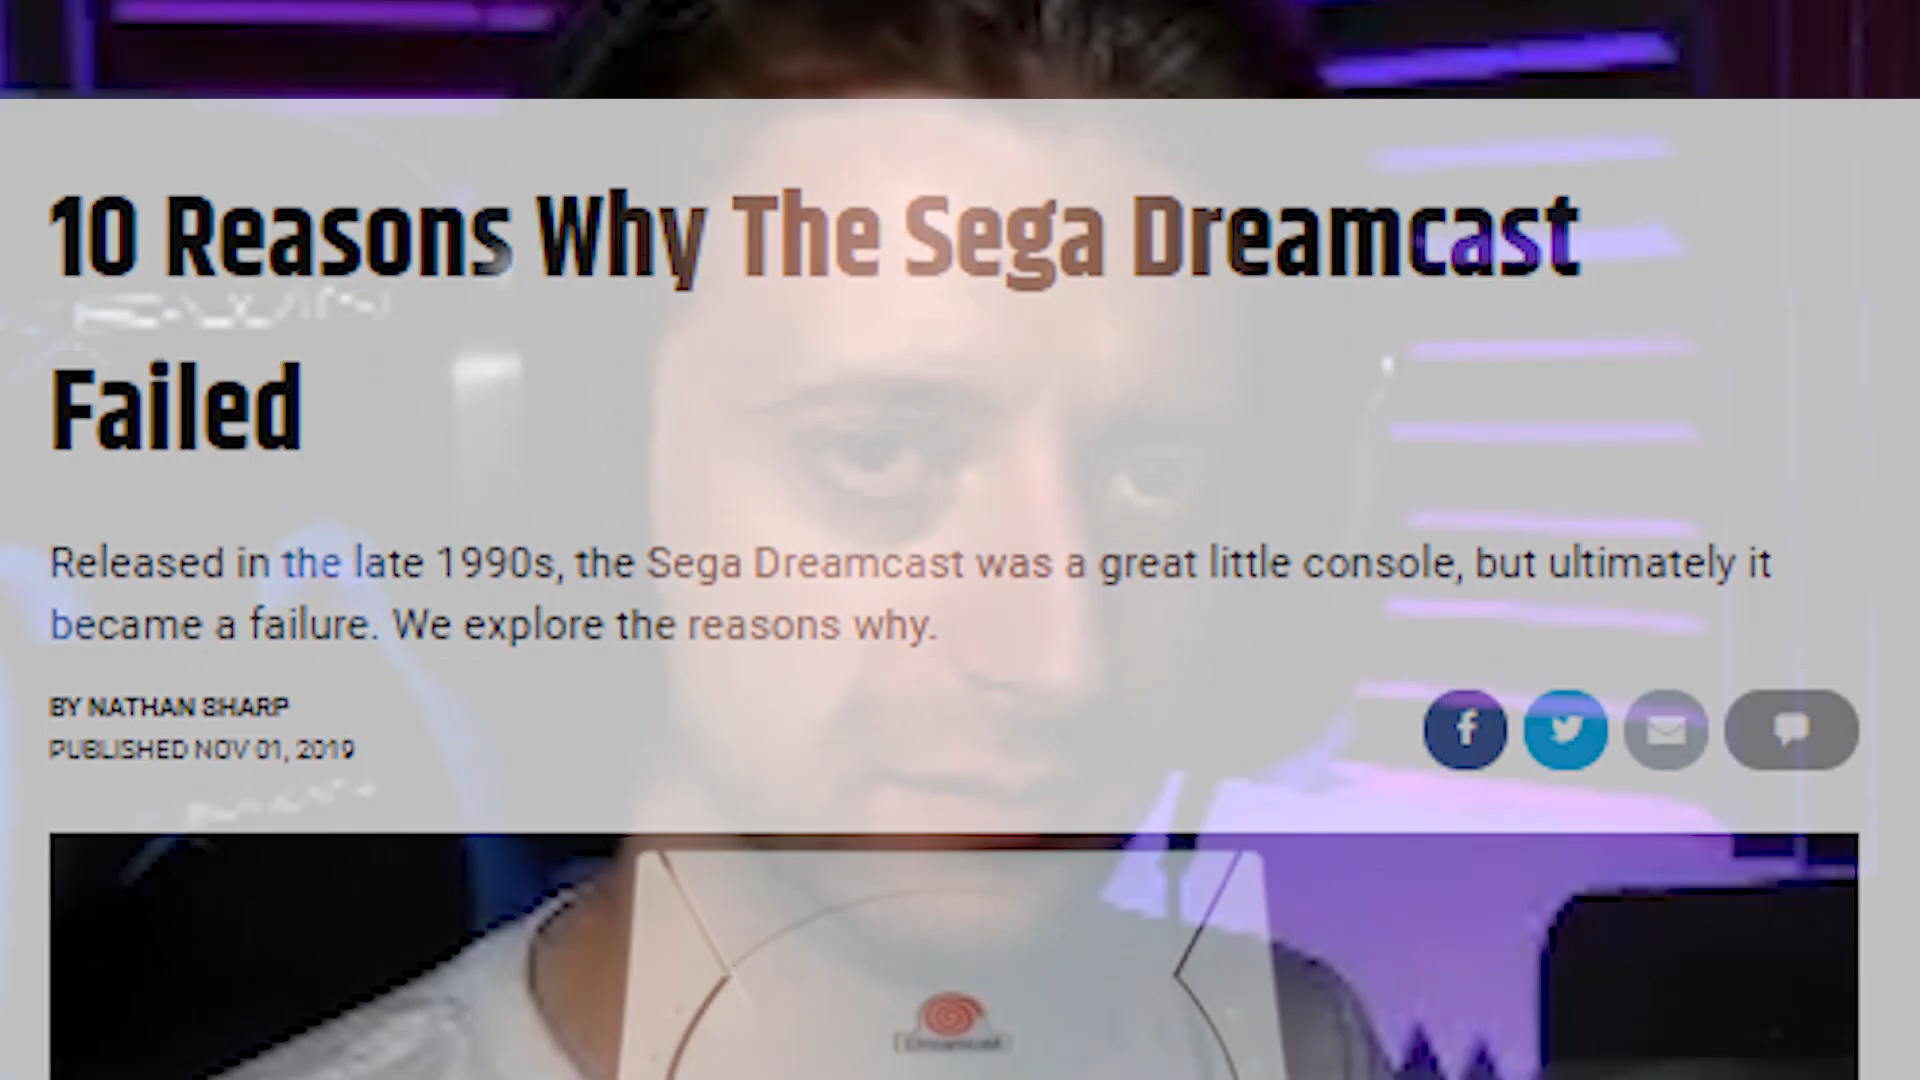 10 Reasons Why The Sega Dreamcast
Failed
Released in the late 1990s, the Sega Dreamcast was a great little console, but ultimately it
became a failure. We explore the reasons why.
BY NATHAN SHARP
PUBLISHED NOV 01, 2019
Dreamcast